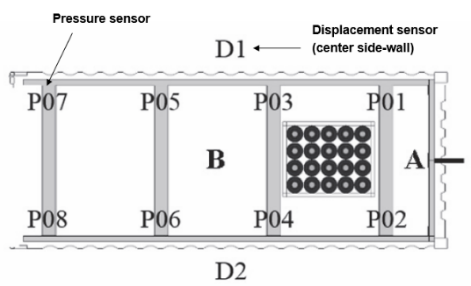 Pressure sensor
Displacement sensor
D1
(center side-wall)
P07 P05 P03 P01
B A
P08 P06 P04 P02
D2